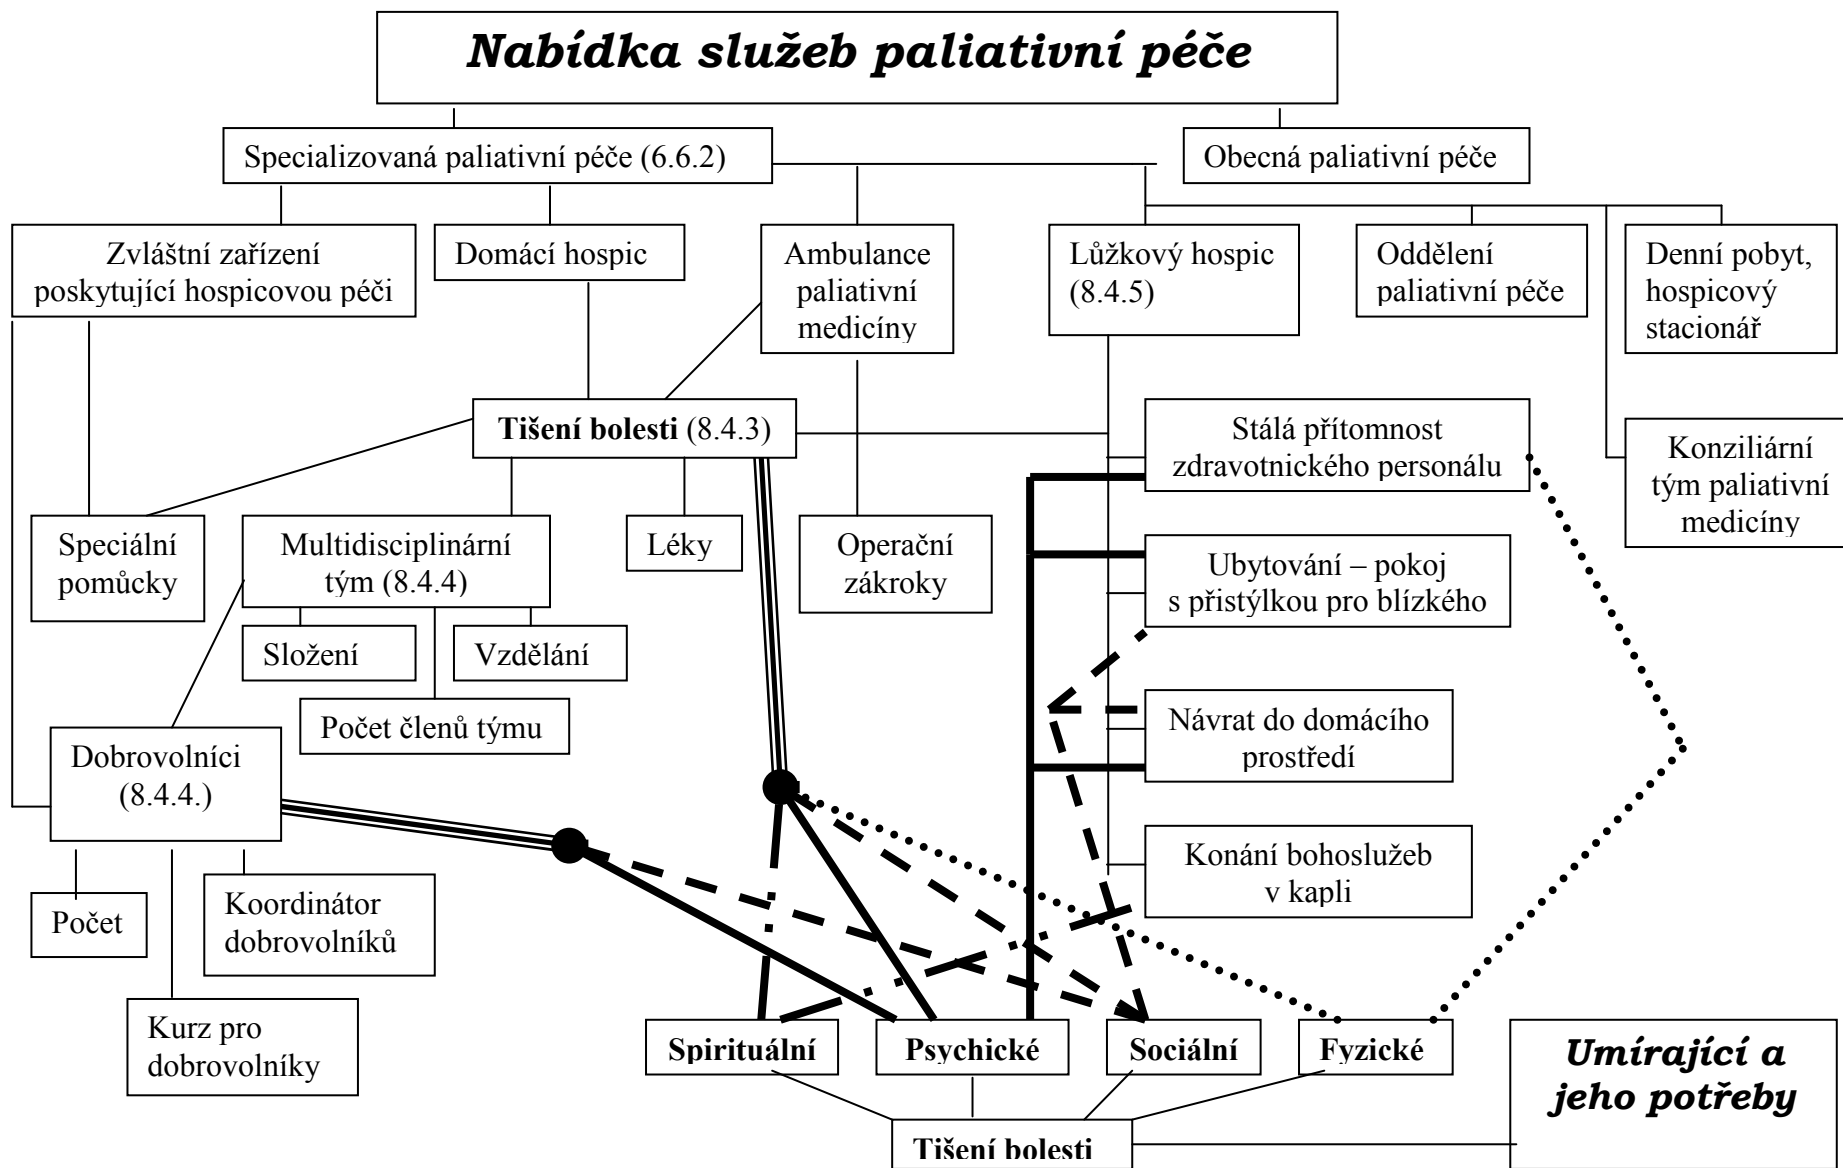 Nabídka služeb paliativní péče
Specializovaná paliativní péče (6.6.2)
Obecná paliativní péče
Zvláštní zařízení
poskytující hospicovou péči
Domácí hospic
Ambulance
paliativní
medicíny
Lůžkový hospic
(8.4.5)
Oddělení
paliativní péče
Denní pobyt,
hospicový
stacionář
Tišení bolesti (8.4.3)
Stálá přítomnost
zdravotnického personálu
Konziliární
tým paliativní
medicíny
Speciální
pomůcky
Multidisciplinární
tým (8.4.4)
Léky
Operační
zákroky
Ubytování – pokoj
s přistýlkou pro blízkého
Složení
Vzdělání
Počet členů týmu
Návrat do domácího
prostředí
Dobrovolníci
(8.4.4.)
Konání bohoslužeb
v kapli
Počet
Koordinátor
dobrovolníků
Kurz pro
dobrovolníky
Spirituální
Psychické
Sociální
Fyzické
Umírající a
jeho potřeby
Tišení bolesti